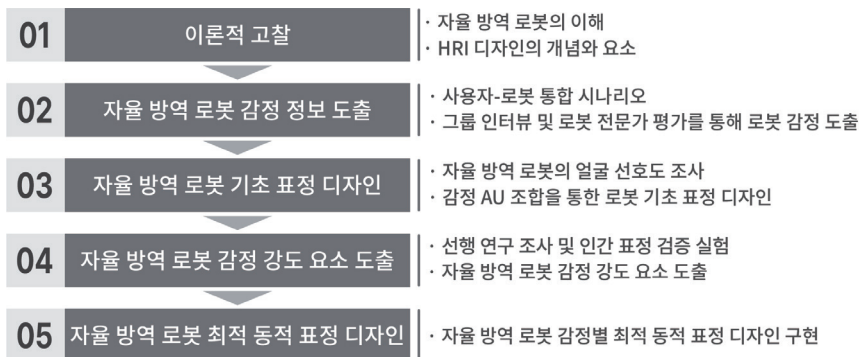 01 이론적 고찰
· 자율 방역 로봇의 이해
· HRI 디자인의 개념와 요소
02 자율 방역 로봇 감정 정보 도출
· 사용자-로봇 통합 시나리오
· 그룹 인터뷰 및 로봇 전문가 평가를 통해 로봇 감정 도출
03 자율 방역 로봇 기초 표정 디자인
· 자율 방역 로봇의 얼굴 선호도 조사
· 감정 AU 조합을 통한 로봇 기초 표정 디자인
04 자율 방역 로봇 감정 강도 요소 도출
· 선행 연구 조사 및 인간 표정 검증 실험
· 자율 방역 로봇 감정 강도 요소 도출
05 자율 방역 로봇 최적 동적 표정 디자인
· 자율 방역 로봇 감정별 최적 동적 표정 디자인 구현